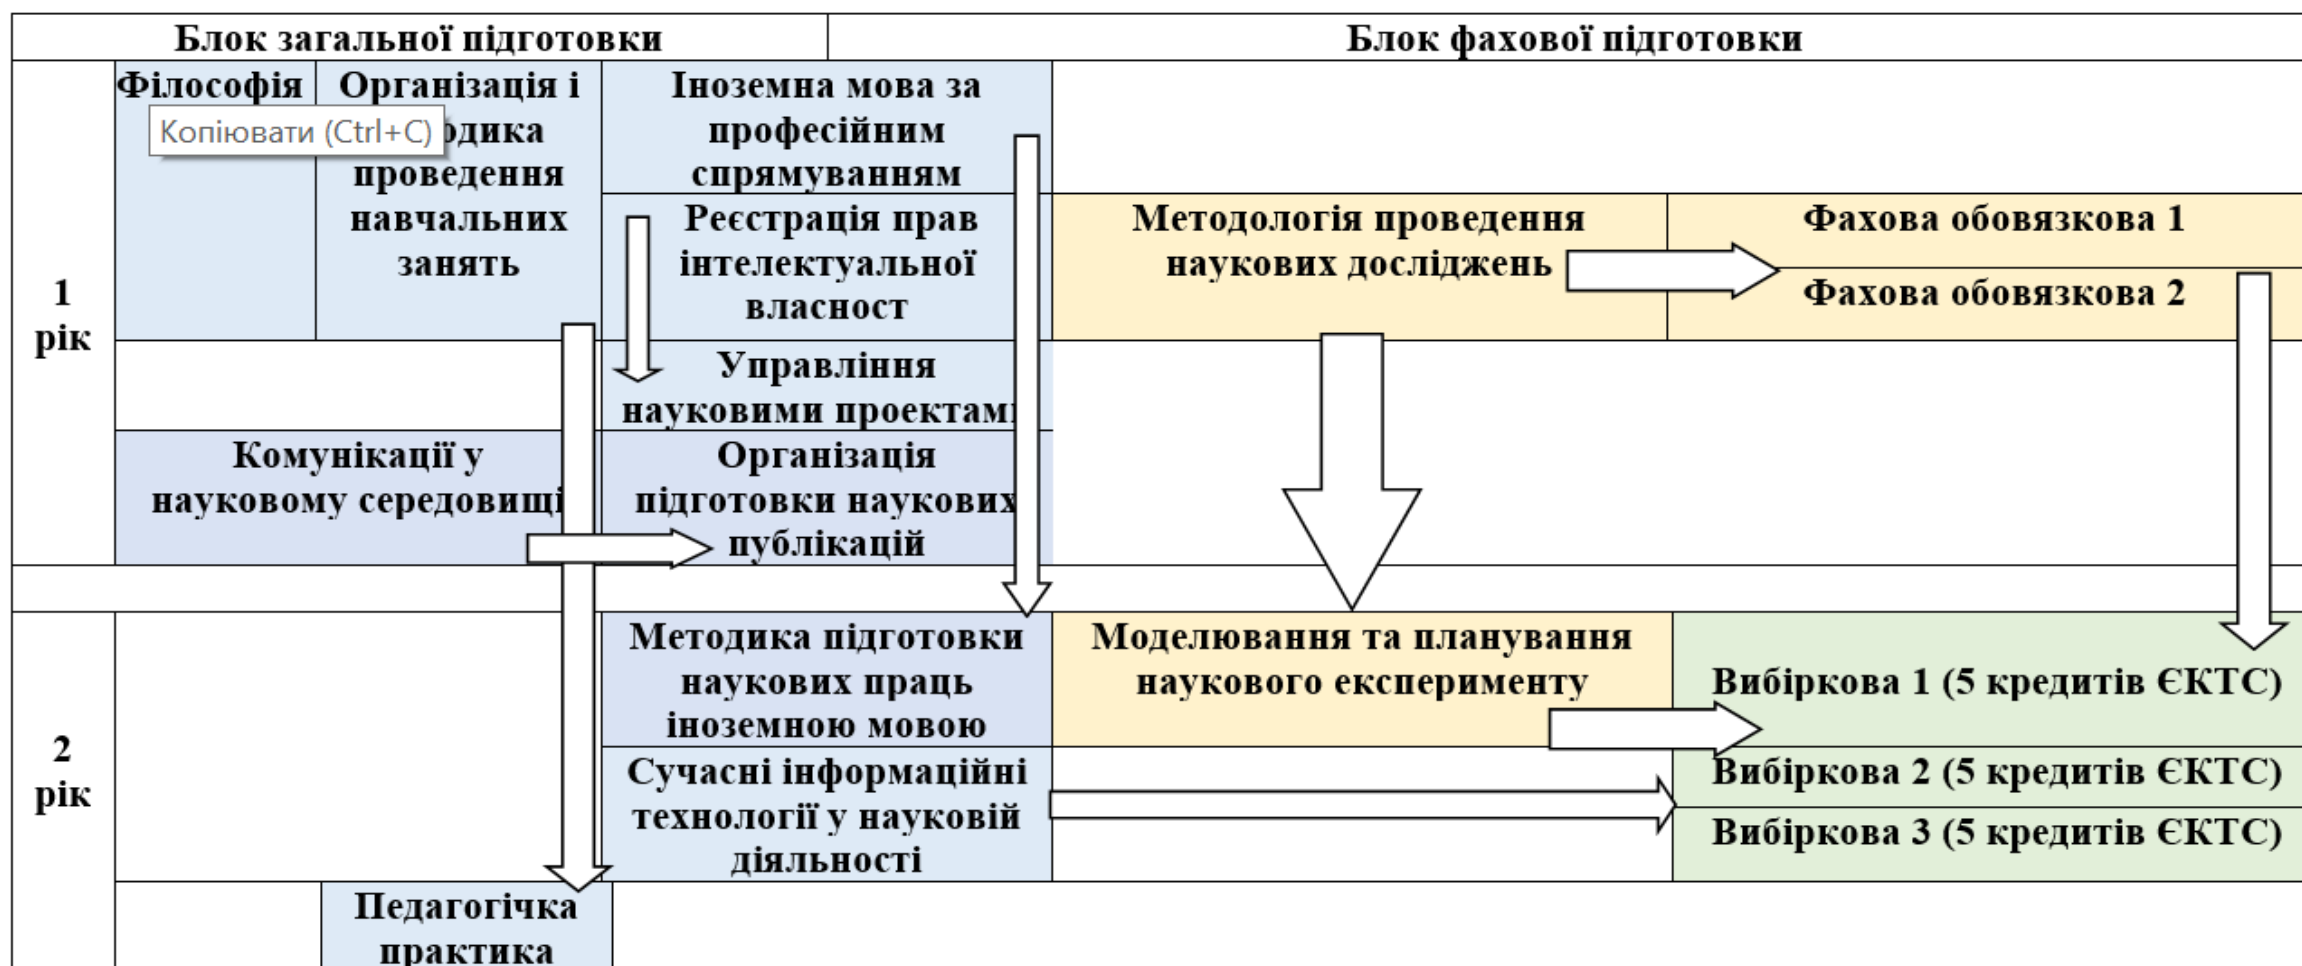 Блок загальної підготовки
Блок фахової підготовки
1
рік
Філософія
Організація і
одика
проведення
навчальних
занять
Копіювати (Ctrl+C)
Іноземна мова за
професійним
спрямуванням
Реєстрація прав
інтелектуальної
власност
Методологія проведення
наукових досліджень
Фахова обовязкова 1
Фахова обовязкова 2
Управління
науковими проектами
Комунікації у
науковому середовищі
Організація
підготовки наукових
публікацій
2
рік
Методика підготовки
наукових праць
іноземною мовою
Моделювання та планування
наукового експерименту
Вибіркова 1 (5 кредитів ЄКТС)
Сучасні інформаційні
технології у науковій
діяльності
Вибіркова 2 (5 кредитів ЄКТС)
Вибіркова 3 (5 кредитів ЄКТС)
Педагогічка
практика